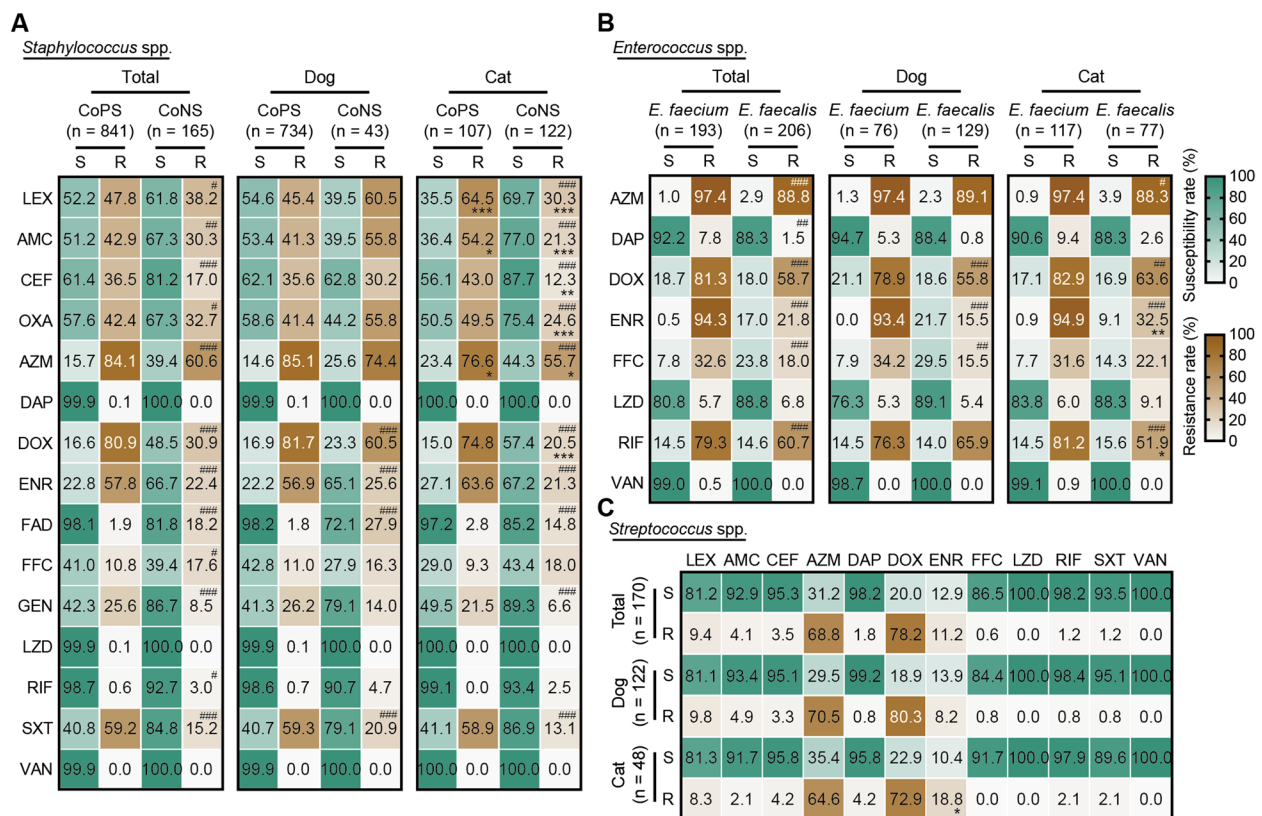 A
Staphylococcus spp.
Total Dog Cat
CoPS CoNS CoPS CoNS CoPS CoNS
(n = 841) (n = 165) (n = 734) (n = 43) (n = 107) (n = 122)
S R S R S R
LEX 52.2 47.8 61.8 38.2# 54.6 45.4 39.5 60.5 35.5 64.5*** 69.7 30.3###***
AMC 51.2 42.9 67.3 30.3## 53.4 41.3 39.5 55.8 36.4 54.2* 77.0 21.3###***
CEF 61.4 36.5 81.2 17.0### 62.1 35.6 62.8 30.2 56.1 43.0 87.7 12.3###**
OXA 57.6 42.4 67.3 32.7# 58.6 41.4 44.2 55.8 50.5 49.5 75.4 24.6###***
AZM 15.7 84.1 39.4 60.6### 14.6 85.1 25.6 74.4 23.4 76.6* 44.3 55.7###*
DAP 99.9 0.1 100.0 0.0 99.9 0.1 100.0 0.0 100.0 0.0 100.0 0.0
DOX 16.6 80.9 48.5 30.9### 16.9 81.7 23.3 60.5### 15.0 74.8 57.4 20.5###***
ENR 22.8 57.8 66.7 22.4### 22.2 56.9 65.1 25.6### 27.1 63.6 67.2 21.3###
FAD 98.1 1.9 81.8 18.2### 98.2 1.8 72.1 27.9### 97.2 2.8 85.2 14.8###
FFC 41.0 10.8 39.4 17.6# 42.8 11.0 27.9 16.3 29.0 9.3 43.4 18.0
GEN 42.3 25.6 86.7 8.5### 41.3 26.2 79.1 14.0 49.5 21.5 89.3 6.6###
LZD 99.9 0.1 100.0 0.0 99.9 0.1 100.0 0.0 100.0 0.0 100.0 0.0
RIF 98.7 0.6 92.7 3.0# 98.6 0.7 90.7 4.7 99.1 0.0 93.4 2.5
SXT 40.8 59.2 84.8 15.2### 40.7 59.3 79.1 20.9### 41.1 58.9 86.9 13.1###
VAN 99.9 0.0 100.0 0.0 99.9 0.0 100.0 0.0 100.0 0.0 100.0 0.0
B
Enterococcus spp.
Total Dog Cat
E. faecium E. faecalis E. faecium E. faecalis E. faecium E. faecalis
(n = 193) (n = 206) (n = 76) (n = 129) (n = 117) (n = 77)
S R S R S R
AZM 1.0 97.4 2.9 88.8### 1.3 97.4 2.3 89.1 0.9 97.4 3.9 88.3#
DAP 92.2 7.8 88.3 1.5## 94.7 5.3 88.4 0.8 90.6 9.4 88.3 2.6
DOX 18.7 81.3 18.0 58.7### 21.1 78.9 18.6 55.8### 17.1 82.9 16.9 63.6##
ENR 0.5 94.3 17.0 21.8### 0.0 93.4 21.7 15.5### 0.9 94.9 9.1 32.5###**
FFC 7.8 32.6 23.8 18.0### 7.9 34.2 29.5 15.5## 7.7 31.6 14.3 22.1
LZD 80.8 5.7 88.8 6.8 76.3 5.3 89.1 5.4 83.8 6.0 88.3 9.1
RIF 14.5 79.3 14.6 60.7### 14.5 76.3 14.0 65.9 14.5 81.2 15.6 51.9###*
VAN 99.0 0.5 100.0 0.0 98.7 0.0 100.0 0.0 99.1 0.9 100.0 0.0
Susceptibility rate (%)
100
80
60
40
20
0
Resistance rate (%)
100
80
60
40
20
0
C
Streptococcus spp.
LEX AMC CEF AZM DAP DOX ENR FFC LZD RIF SXT VAN
Total
(n = 170)
S 81.2 92.9 95.3 31.2 98.2 20.0 12.9 86.5 100.0 98.2 93.5 100.0
R 9.4 4.1 3.5 68.8 1.8 78.2 11.2 0.6 0.0 1.2 1.2 0.0
Dog
(n = 122)
S 81.1 93.4 95.1 29.5 99.2 18.9 13.9 84.4 100.0 98.4 95.1 100.0
R 9.8 4.9 3.3 70.5 0.8 80.3 8.2 0.8 0.0 0.8 0.8 0.0
Cat
(n = 48)
S 81.3 91.7 95.8 35.4 95.8 22.9 10.4 91.7 100.0 97.9 89.6 100.0
R 8.3 2.1 4.2 64.6 4.2 72.9 18.8* 0.0 0.0 2.1 2.1 0.0